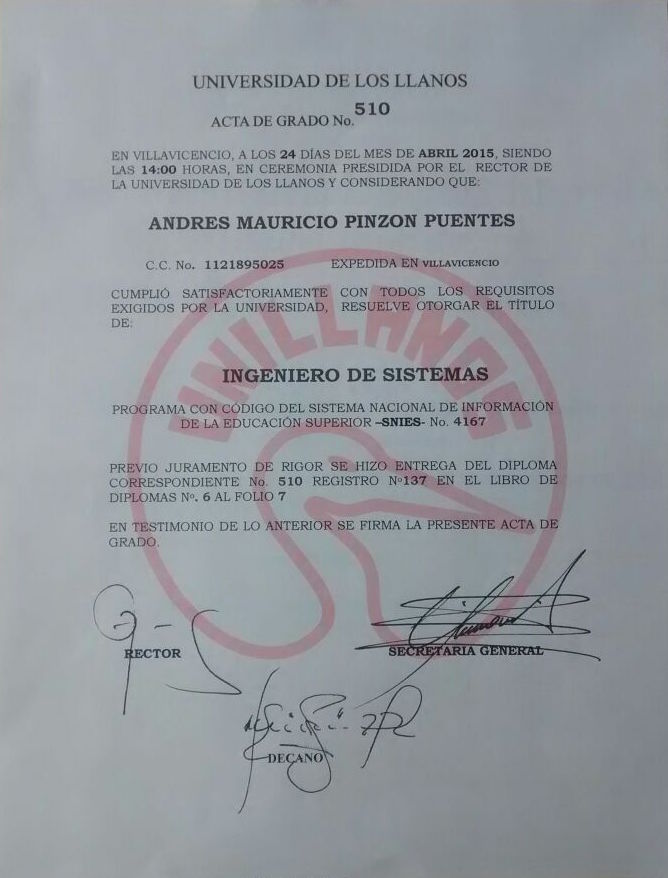 UNIVERSIDAD DE LOS LLANOS
ACTA DE GRADO No. 510
EN VILLAVICENCIO, A LOS 24 DÍAS DEL MES DE ABRIL 2015, SIENDO
LAS 14:00 HORAS, EN CEREMONIA PRESIDIDA POR EL RECTOR DE
LA UNIVERSIDAD DE LOS LLANOS Y CONSIDERANDO QUE:
ANDRES MAURICIO PINZON PUENTES
C.C. No. 1121895025 EXPEDIDA EN VILLAVICENCIO
CUMPLIÓ SATISFACTORIAMENTE CON TODOS LOS REQUISITOS
EXIGIDOS POR LA UNIVERSIDAD, RESUELVE OTORGAR EL TÍTULO
DE:
UNILLANOS
INGENIERO DE SISTEMAS
PROGRAMA CON CÓDIGO DEL SISTEMA NACIONAL DE INFORMACIÓN
DE LA EDUCACIÓN SUPERIOR –SNIES- No. 4167
PREVIO JURAMENTO DE RIGOR SE HIZO ENTREGA DEL DIPLOMA
CORRESPONDIENTE No. 510 REGISTRO Nº137 EN EL LIBRO DE
DIPLOMAS Nº. 6 AL FOLIO 7
EN TESTIMONIO DE LO ANTERIOR SE FIRMA LA PRESENTE ACTA DE
GRADO.
RECTOR
SECRETARIA GENERAL
DECANO